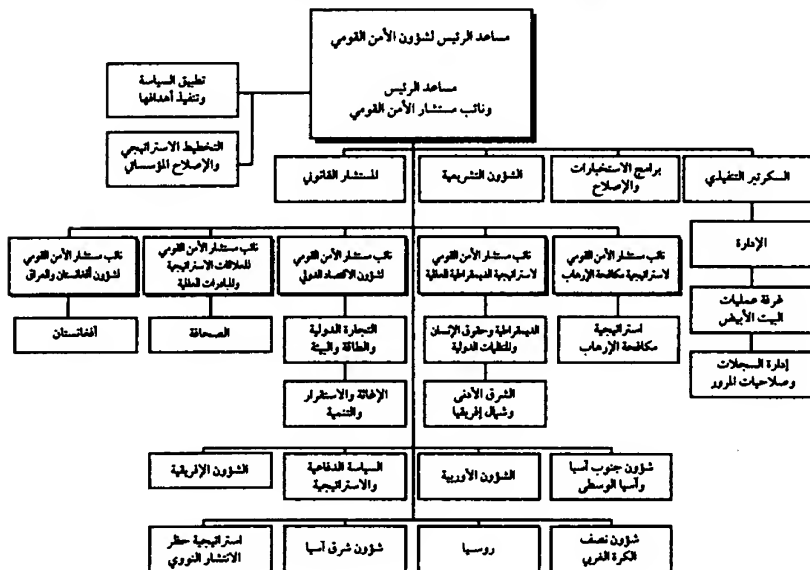 مساعد الرئيس لشؤون الأمن القومي
مساعد الرئيس
ونائب مستشار الأمن القومي
تطبيق السياسة
وتنفيذ أهدافها
التخطيط الاستراتيجي
والإصلاح المؤسساتي
السكرتير التنفيذي
برامج الاستخبارات
والإصلاح
الشؤون التشريعية
المستشار القانوني
الإدارة
غرفة عمليات
البيت الأبيض
إدارة السجلات
وصلاحيات المرور
نائب مستشار الأمن القومي
لاستراتيجية مكافحة الإرهاب
نائب مستشار الأمن القومي
لاستراتيجية الديمقراطية العالمية
نائب مستشار الأمن القومي
لشؤون الاقتصاد الدولي
نائب مستشار الأمن القومي
للعلاقات الاستراتيجية
والمبادرات العالمية
نائب مستشار الأمن القومي
لشؤون أفغانستان والعراق
استراتيجية
مكافحة الإرهاب
الديمقراطية وحقوق الإنسان
والمنظمات الدولية
التجارة الدولية
والطاقة والبيئة
الصحافة
أفغانستان
الشرق الأدنى
وشمال إفريقيا
الإغاثة والاستقرار
والتنمية
شؤون جنوب آسيا
وآسيا الوسطى
الشؤون الأوربية
السياسة الدفاعية
والاستراتيجية
الشؤون الإفريقية
شؤون نصف
الكرة الغربي
روسيا
شؤون شرق آسيا
استراتيجية حظر
الانتشار النووي